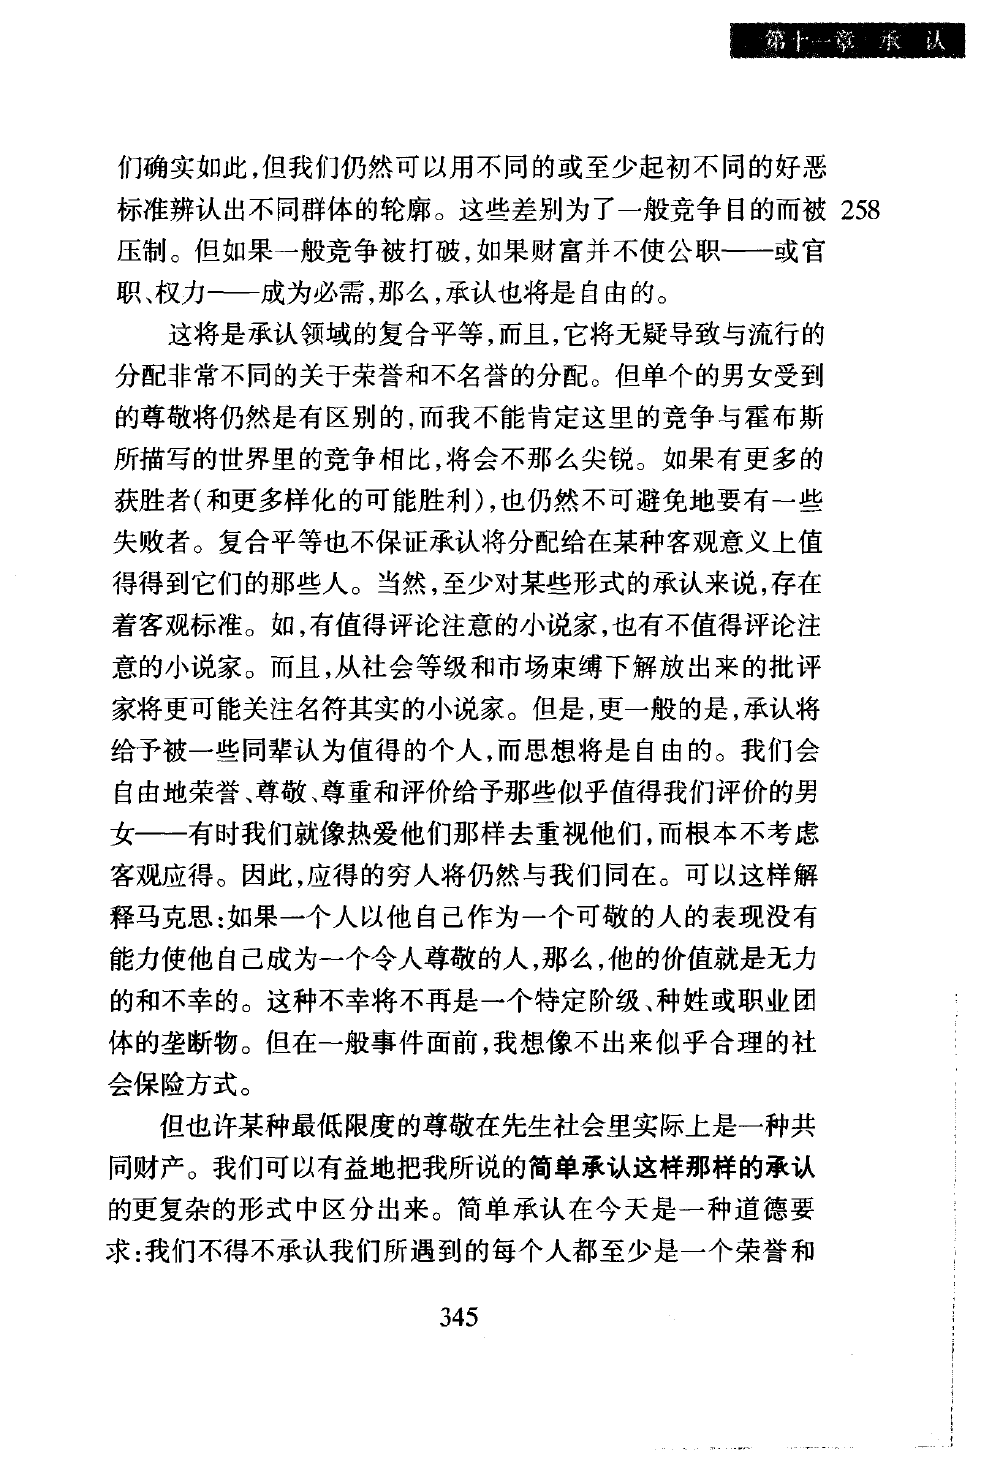 第十一章 承 认
们确实如此,但我们仍然可以用不同的或至少起初不同的好恶
标准辨认出不同群体的轮廓。这些差别为了一般竞争目的而被 258
压制。但如果一般竞争被打破,如果财富并不使公职——或官
职、权力——成为必需,那么,承认也将是自由的。
这将是承认领域的复合平等,而且,它将无疑导致与流行的
分配非常不同的关于荣誉和不名誉的分配。但单个的男女受到
的尊敬将仍然是有区别的,而我不能肯定这里的竞争与霍布斯
所描写的世界里的竞争相比,将会不那么尖锐。如果有更多的
获胜者(和更多样化的可能胜利),也仍然不可避免地要有一些
失败者。复合平等也不保证承认将分配给在某种客观意义上值
得得到它们的那些人。当然,至少对某些形式的承认来说,存在
着客观标准。如,有值得评论注意的小说家,也有不值得评论注
意的小说家。而且,从社会等级和市场束缚下解放出来的批评
家将更可能关注名符其实的小说家。但是,更一般的是,承认将
给予被一些同辈认为值得的个人,而思想将是自由的。我们会
自由地荣誉、尊敬、尊重和评价给予那些似乎值得我们评价的男
女——有时我们就像热爱他们那样去重视他们,而根本不考虑
客观应得。因此,应得的穷人将仍然与我们同在。可以这样解
释马克思:如果一个人以他自己作为一个可敬的人的表现没有
能力使他自己成为一个令人尊敬的人,那么,他的价值就是无力
的和不幸的。这种不幸将不再是一个特定阶级、种姓或职业团
体的垄断物。但在一般事件面前,我想像不出来似乎合理的社
会保险方式。
但也许某种最低限度的尊敬在先生社会里实际上是一种共
同财产。我们可以有益地把我所说的简单承认这样那样的承认
的更复杂的形式中区分出来。简单承认在今天是一种道德要
求:我们不得不承认我们所遇到的每个人都至少是一个荣誉和
345